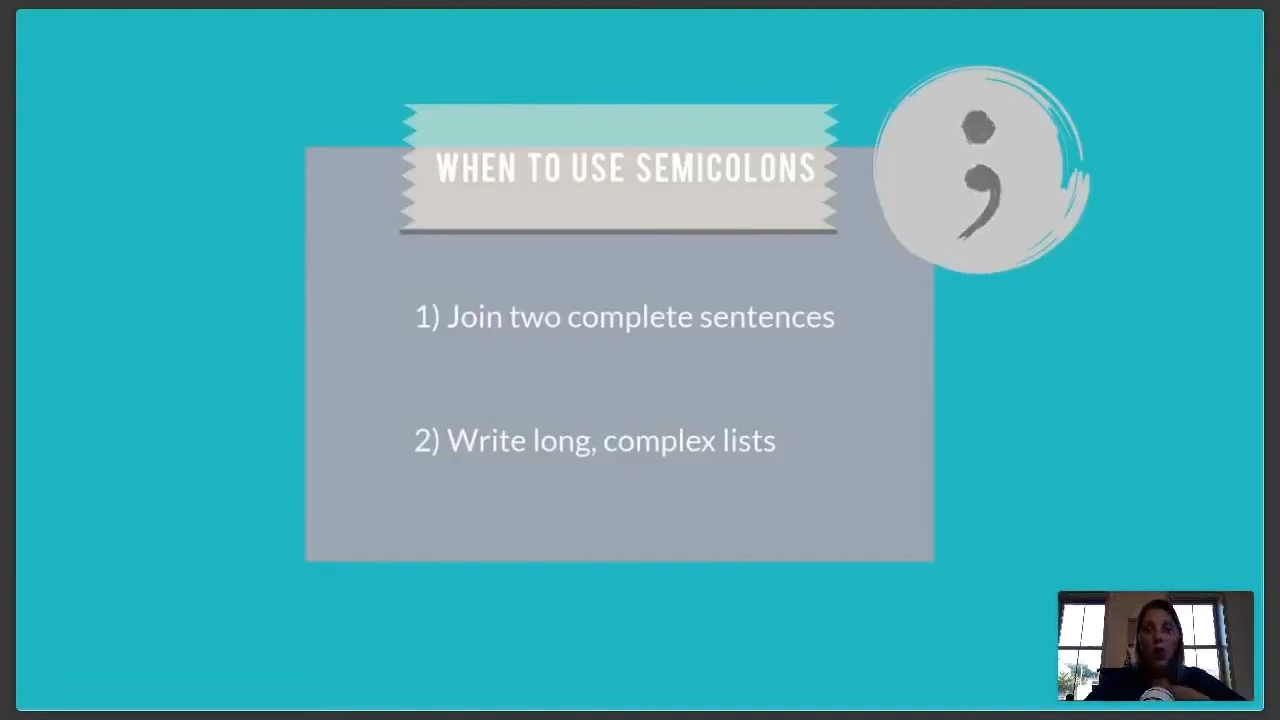 WHEN TO USE SEMICOLONS
;
1) Join two complete sentences
2) Write long, complex lists